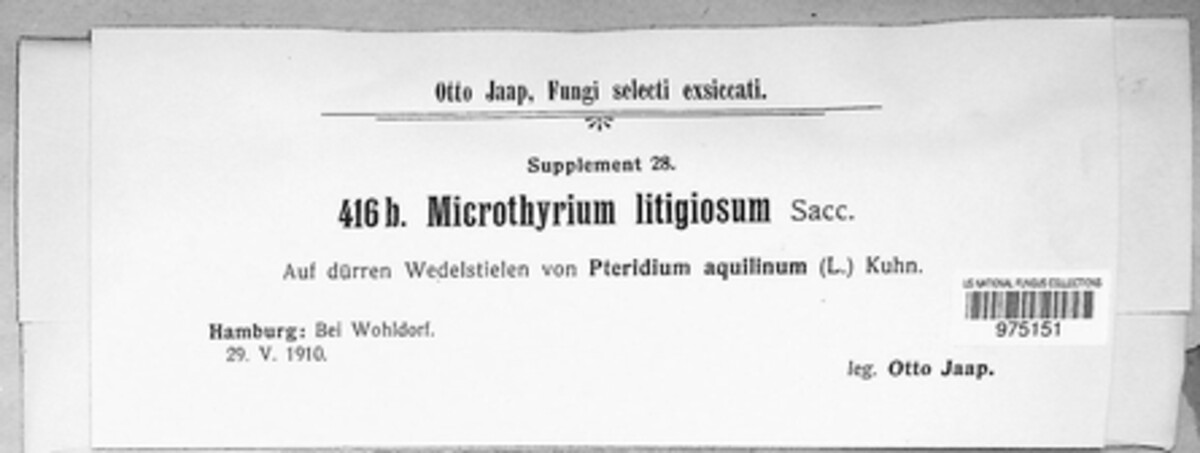 Otto Jaap, Fungi selecti exsiccati.
Supplement 28.
416 b. Microthyrium litigiosum Sacc.
Auf dürren Wedelstielen von Pteridium aquilinum (L.) Kuhn.
US NATIONAL FUNGUS COLLECTIONS
975151
Hamburg: Bei Wohldorf.
29. V. 1910.
leg. Otto Jaap.